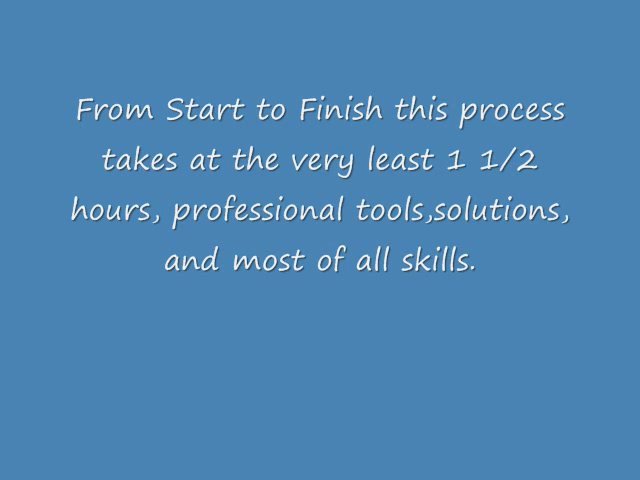 From Start to Finish this process
takes at the very least 1 1/2
hours, professional tools,solutions,
and most of all skills.